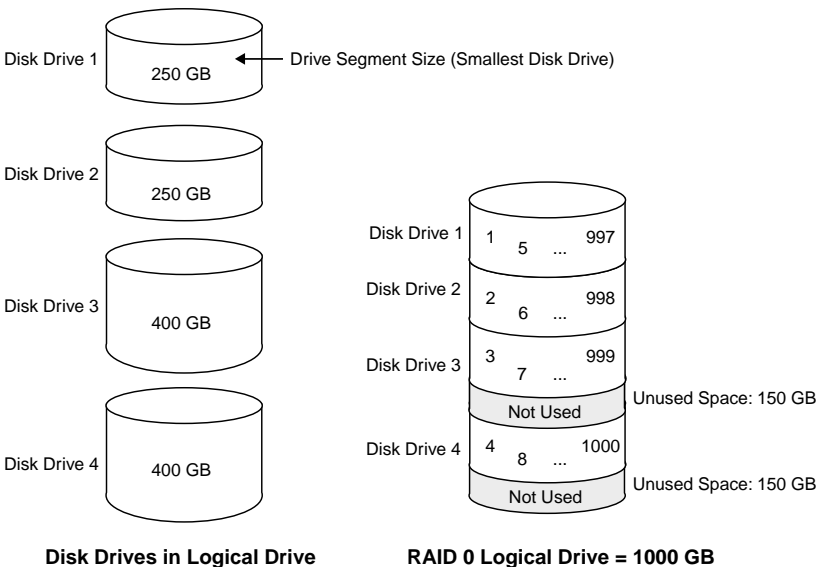 Disk Drive 1
250 GB
Drive Segment Size (Smallest Disk Drive)
Disk Drive 2
250 GB
Disk Drive 3
400 GB
Disk Drive 4
400 GB
Disk Drives in Logical Drive
Disk Drive 1
1 5 ... 997
Disk Drive 2
2 6 ... 998
Disk Drive 3
3 7 ... 999
Not Used
Unused Space: 150 GB
Disk Drive 4
4 8 ... 1000
Not Used
Unused Space: 150 GB
RAID 0 Logical Drive = 1000 GB